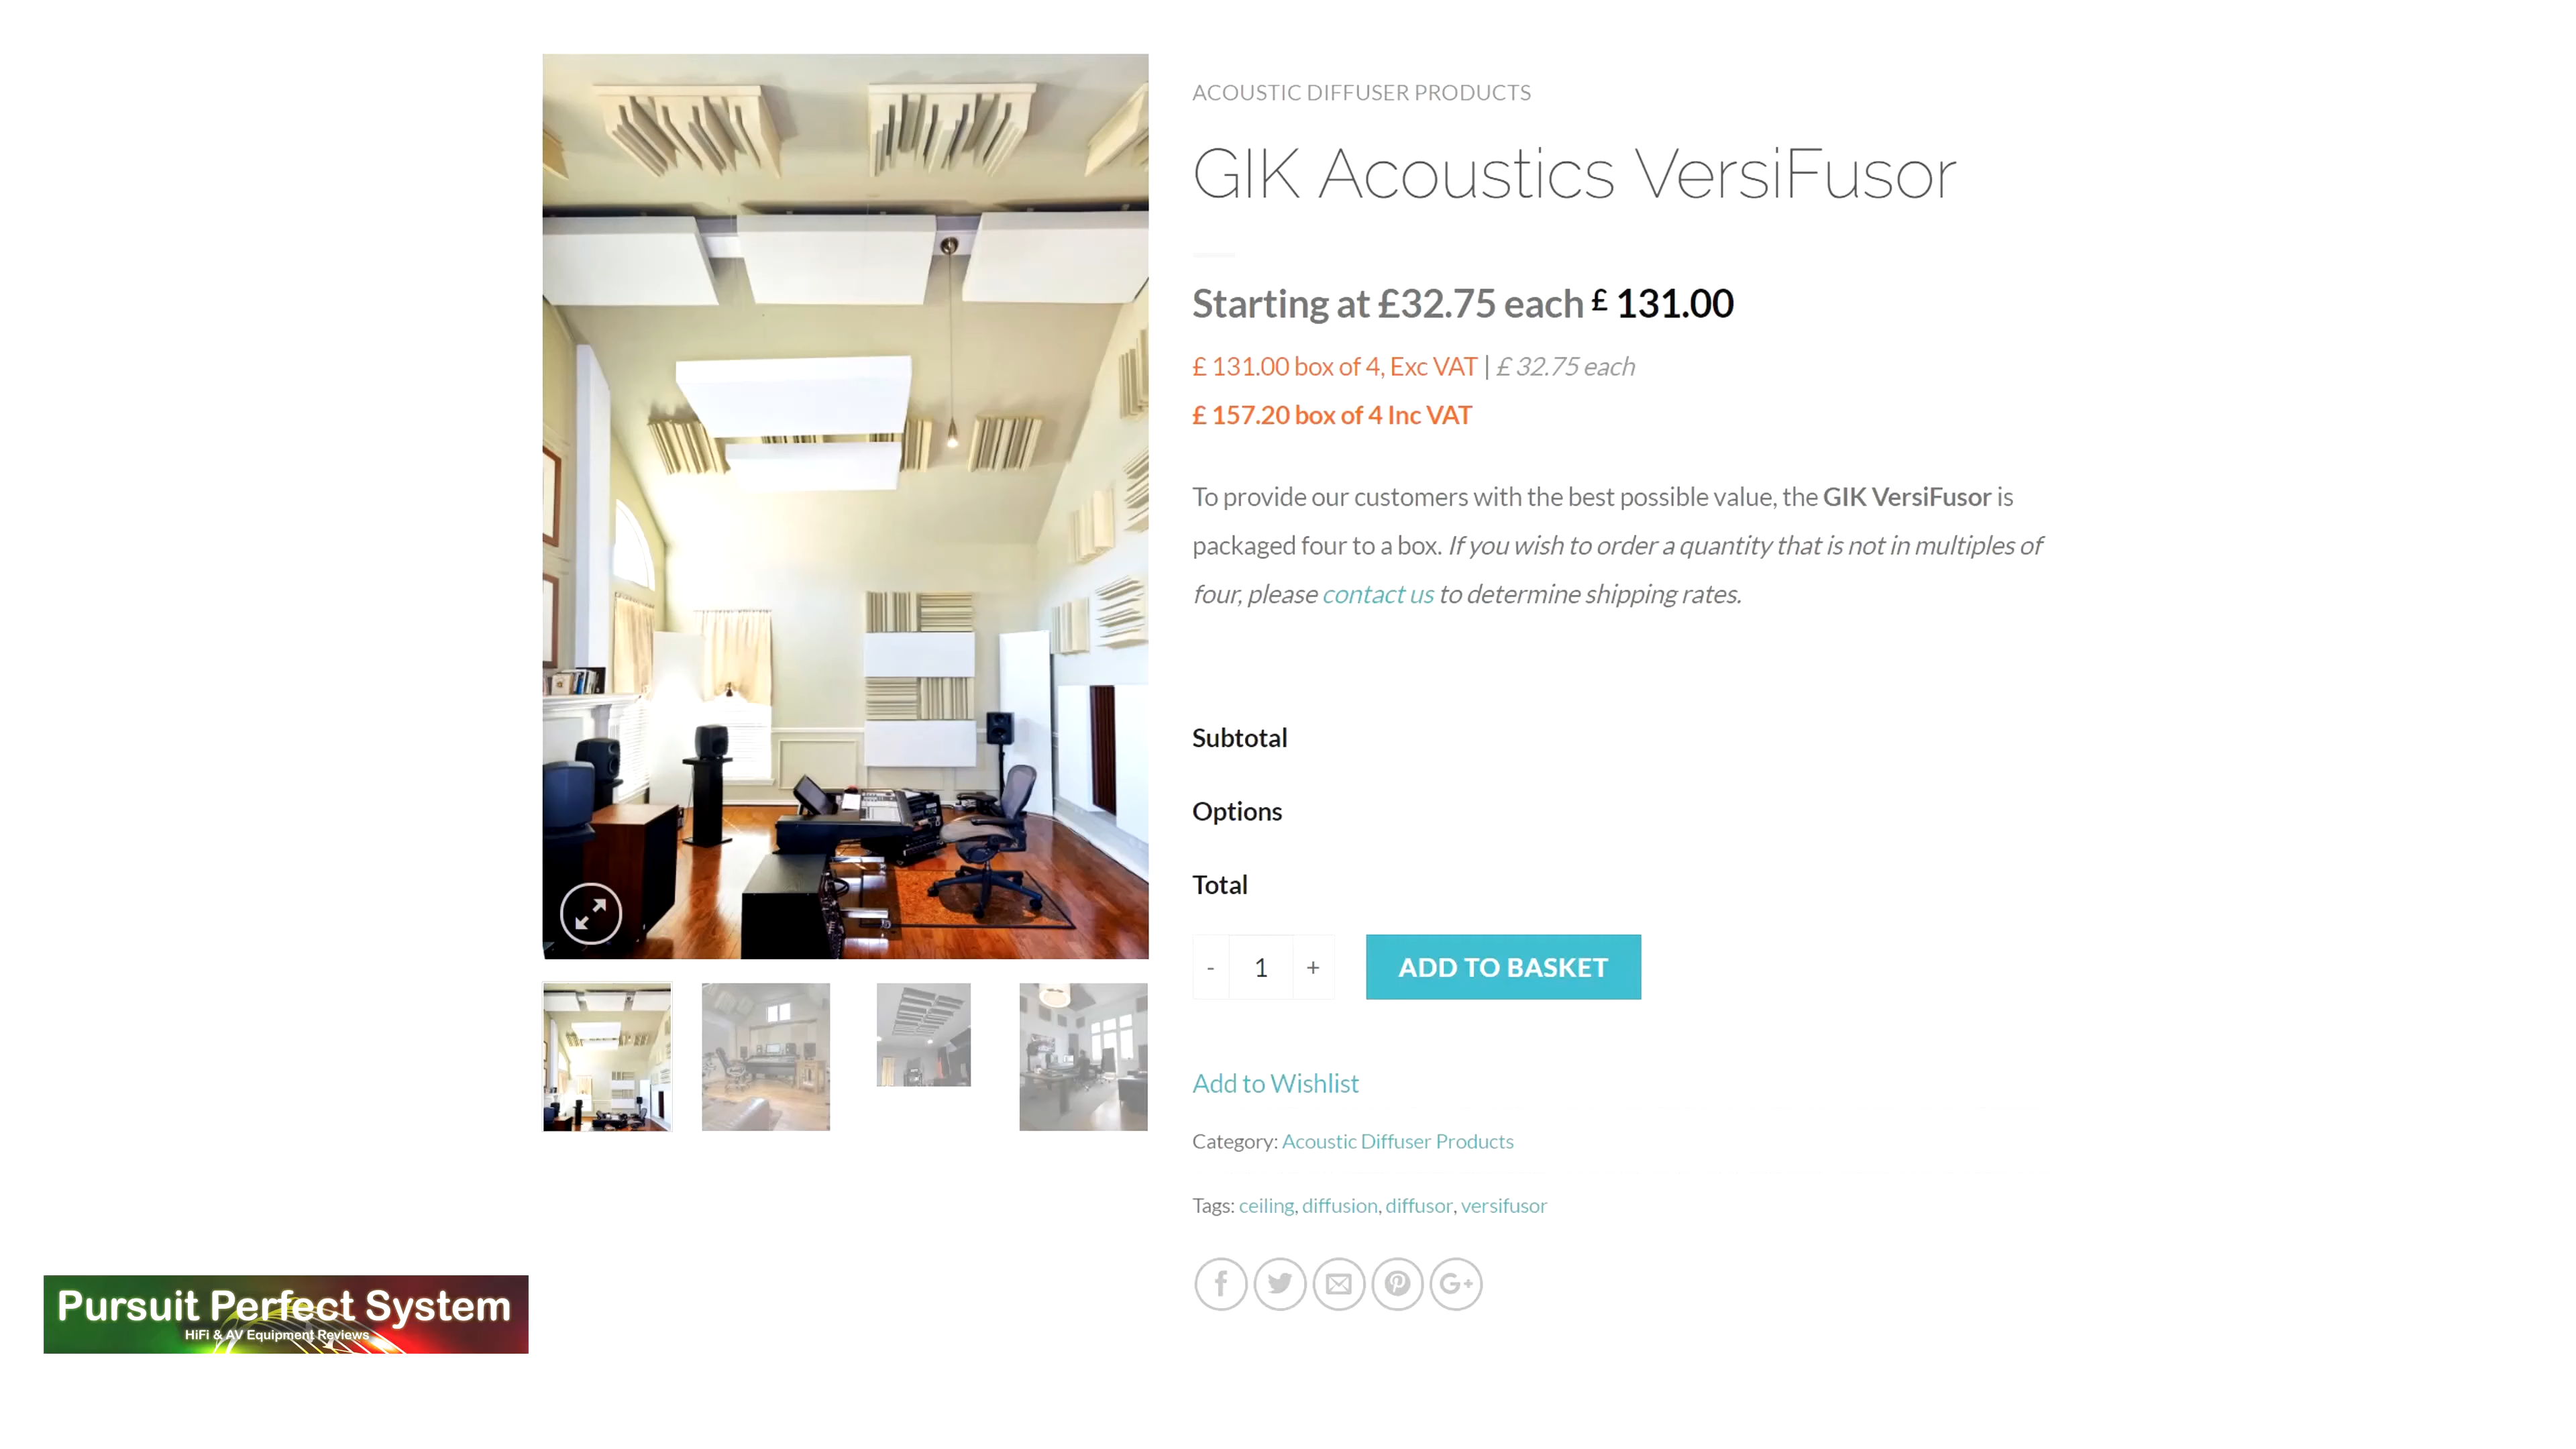 ACOUSTIC DIFFUSER PRODUCTS
GIK Acoustics VersiFusor
Starting at £32.75 each £ 131.00
£ 131.00 box of 4, Exc VAT | £ 32.75 each
£ 157.20 box of 4 Inc VAT
To provide our customers with the best possible value, the GIK VersiFusor is
packaged four to a box. If you wish to order a quantity that is not in multiples of
four, please contact us to determine shipping rates.
Subtotal
Options
Total
- 1 +
ADD TO BASKET
Add to Wishlist
Category: Acoustic Diffuser Products
Tags: ceiling, diffusion, diffusor, versifusor
f G+
Pursuit Perfect System
HiFi & AV Equipment Reviews